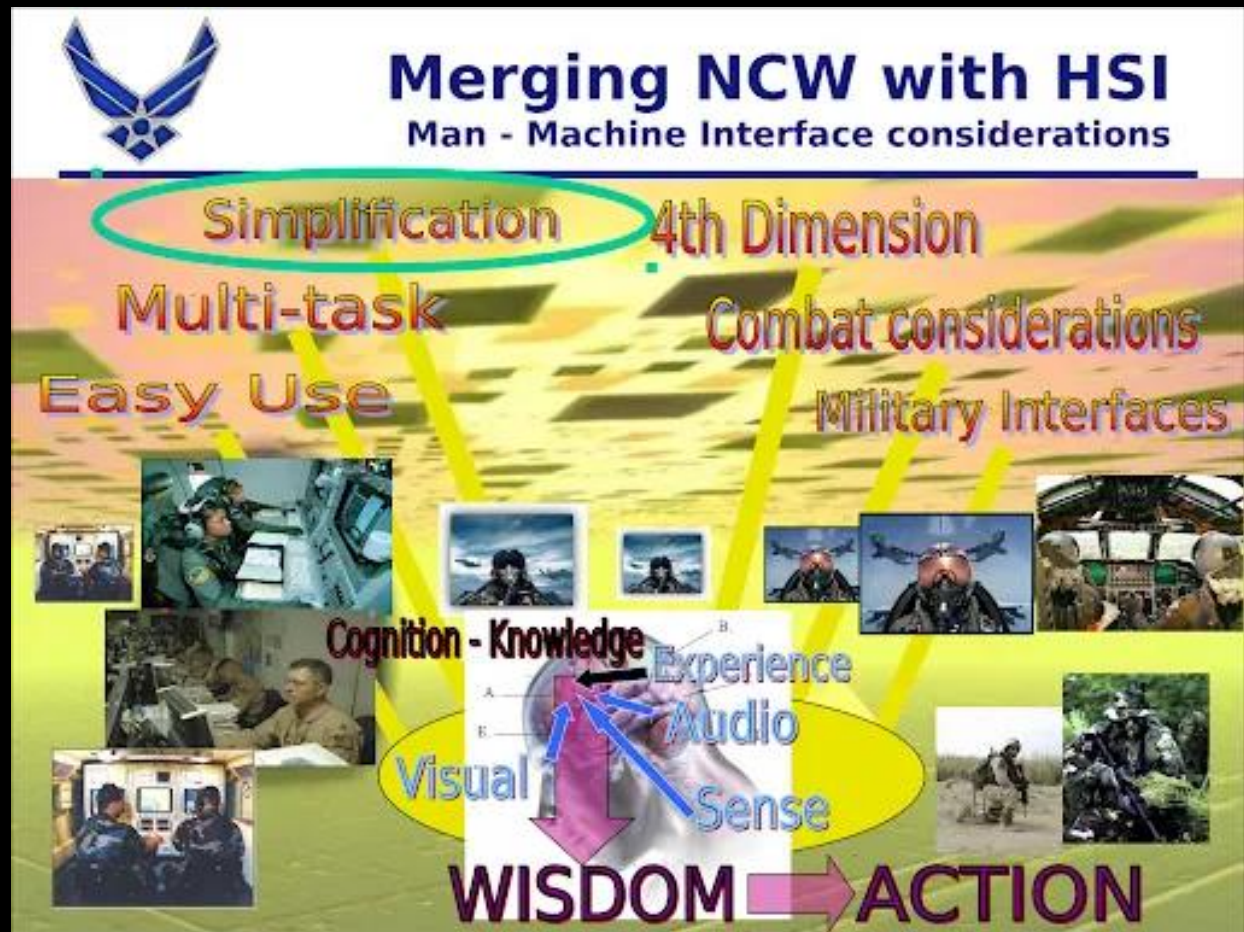 Merging NCW with HSI
Man - Machine Interface considerations
Simplification
4th Dimension
Multi-task
Combat considerations
Easy Use
Military Interfaces
Cognition - Knowledge
B.
Experience
A
Audio
E
Visual
Sense
WISDOM
ACTION